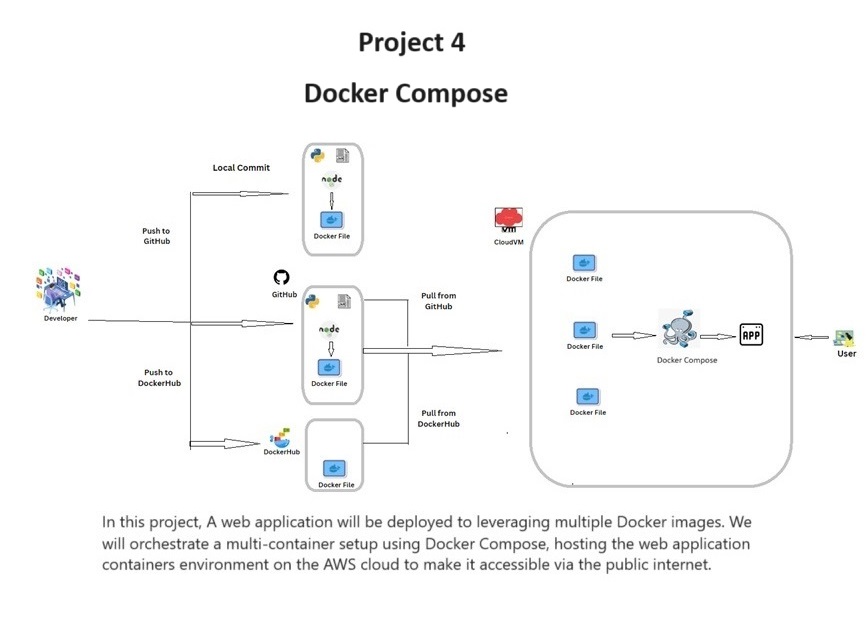 Project 4
Docker Compose
Local Commit
node
Docker File
Push to
GitHub
vm
CloudVM
Docker File
GitHub
Developer
Pull from
GitHub
node
Docker File
Docker File
Docker Compose
APP
User
Push to
DockerHub
Docker File
Pull from
DockerHub
DockerHub
Docker File
In this project, A web application will be deployed to leveraging multiple Docker images. We
will orchestrate a multi-container setup using Docker Compose, hosting the web application
containers environment on the AWS cloud to make it accessible via the public internet.